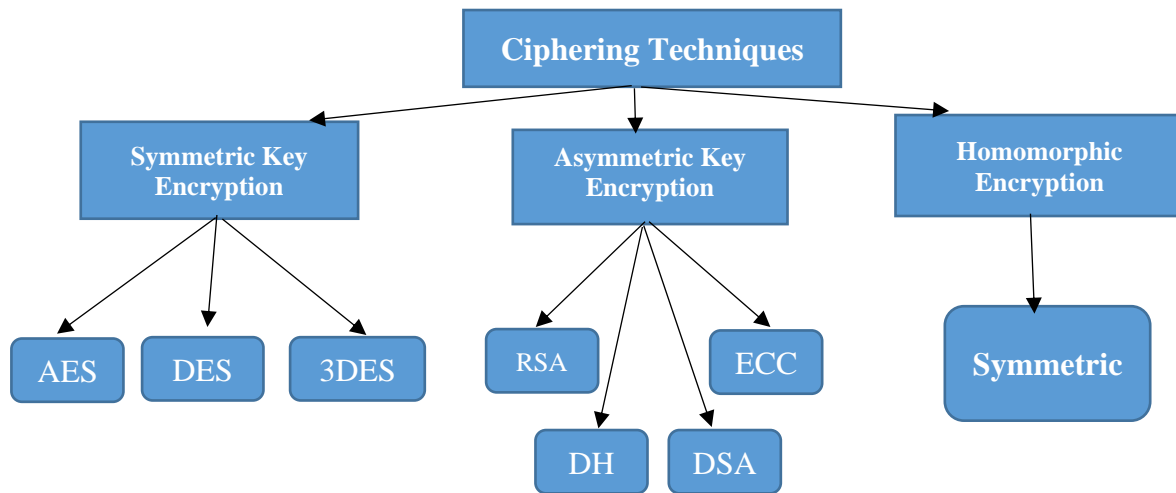 Ciphering Techniques
Symmetric Key
Encryption
Asymmetric Key
Encryption
Homomorphic
Encryption
AES
DES
3DES
RSA
ECC
Symmetric
DH
DSA